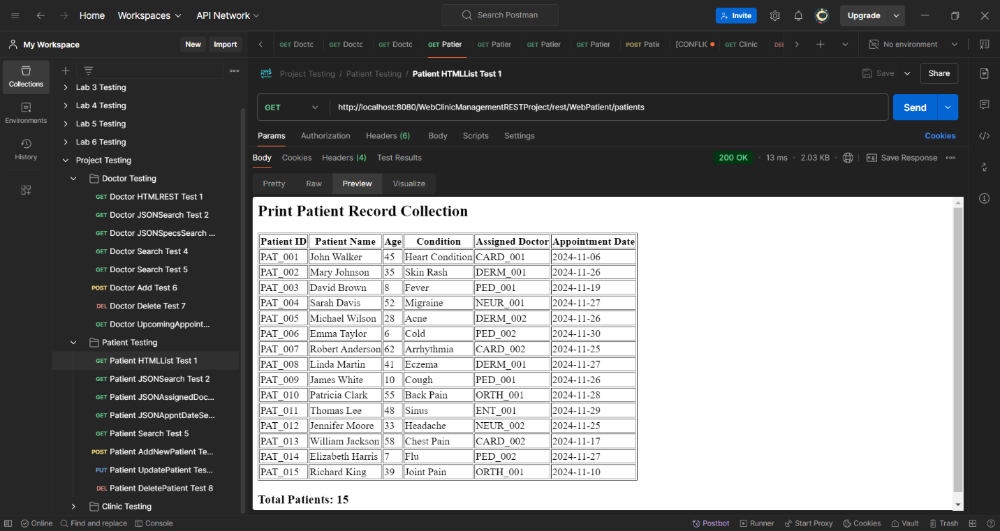 Home Workspaces API Network Search Postman Invite Upgrade
My Workspace New Import GET Doctc GET Doctc GET Doctc GET Patier GET Patier GET Patier GET Patier POST Patie [CONFLIC GET Clinic DEl No environment
Collections
Environments
History
Lab 3 Testing
Lab 4 Testing
Lab 5 Testing
Lab 6 Testing
Project Testing
Doctor Testing
GET Doctor HTMLREST Test 1
GET Doctor JSONSearch Test 2
GET Doctor JSONSpecsSearch ...
GET Doctor Search Test 4
GET Doctor Search Test 5
POST Doctor Add Test 6
DEL Doctor Delete Test 7
GET Doctor UpcomingAppoint...
Patient Testing
GET Patient HTMLList Test 1
GET Patient JSONSearch Test 2
GET Patient JSONAssignedDoc...
GET Patient JSONAppntDateSe...
GET Patient Search Test 5
POST Patient AddNewPatient Te...
PUT Patient UpdatePatient Tes...
DEL Patient DeletePatient Test 8
Clinic Testing
HTTP Project Testing / Patient Testing / Patient HTMLList Test 1 Save Share
GET http://localhost:8080/WebClinicManagementRESTProject/rest/WebPatient/patients Send
Params Authorization Headers (6) Body Scripts Settings Cookies
Body Cookies Headers (4) Test Results 200 OK 13 ms 2.03 KB e.g. Save Response
Pretty Raw Preview Visualize
Print Patient Record Collection
Patient ID Patient Name Age Condition Assigned Doctor Appointment Date
PAT_001 John Walker 45 Heart Condition CARD_001 2024-11-06
PAT_002 Mary Johnson 35 Skin Rash DERM_001 2024-11-26
PAT_003 David Brown 8 Fever PED_001 2024-11-19
PAT_004 Sarah Davis 52 Migraine NEUR_001 2024-11-27
PAT_005 Michael Wilson 28 Acne DERM_002 2024-11-26
PAT_006 Emma Taylor 6 Cold PED_002 2024-11-30
PAT_007 Robert Anderson 62 Arrhythmia CARD_002 2024-11-25
PAT_008 Linda Martin 41 Eczema DERM_001 2024-11-27
PAT_009 James White 10 Cough PED_001 2024-11-26
PAT_010 Patricia Clark 55 Back Pain ORTH_001 2024-11-28
PAT_011 Thomas Lee 48 Sinus ENT_001 2024-11-29
PAT_012 Jennifer Moore 33 Headache NEUR_002 2024-11-25
PAT_013 William Jackson 58 Chest Pain CARD_002 2024-11-17
PAT_014 Elizabeth Harris 7 Flu PED_002 2024-11-27
PAT_015 Richard King 39 Joint Pain ORTH_001 2024-11-10
Total Patients: 15
Online Find and replace Console Postbot Runner Start Proxy Cookies Vault Trash